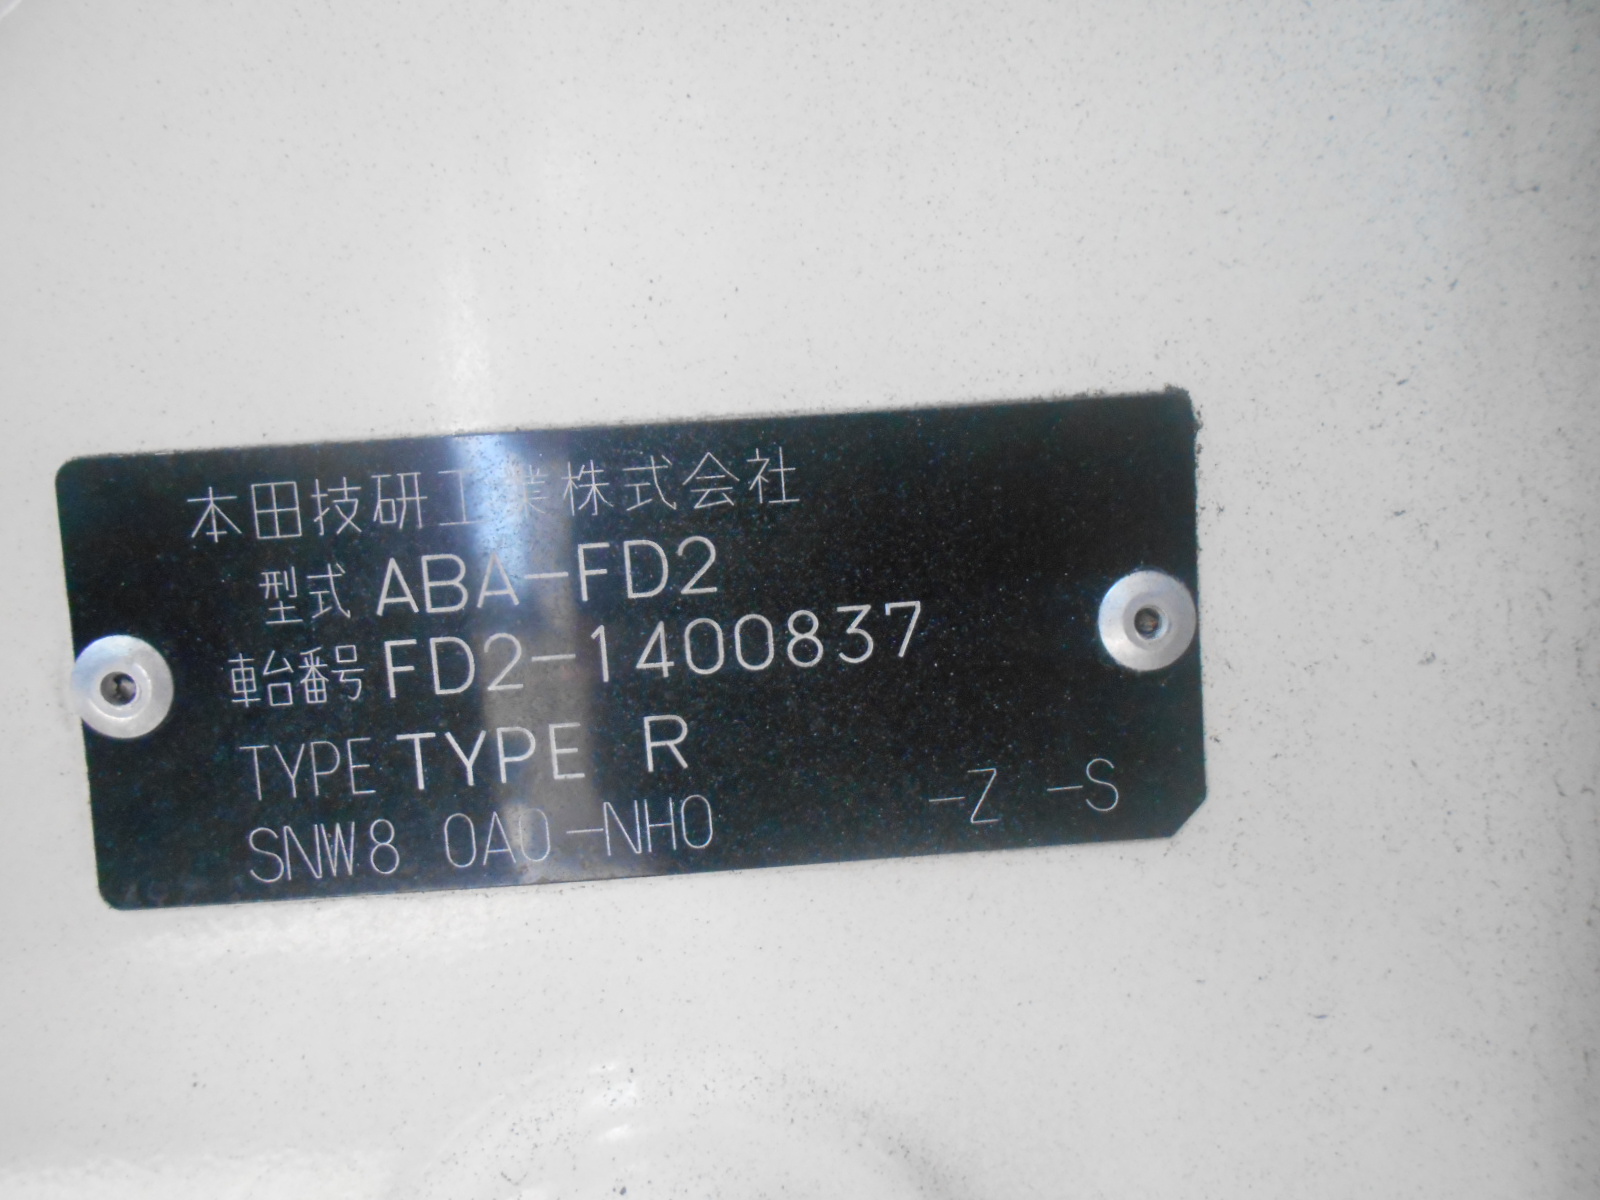 本田技研工業株式会社
型式 ABA-FD2
車台番号 FD2-1400837
TYPE TYPE R
SNW8 0A0-NH0 -Z -S